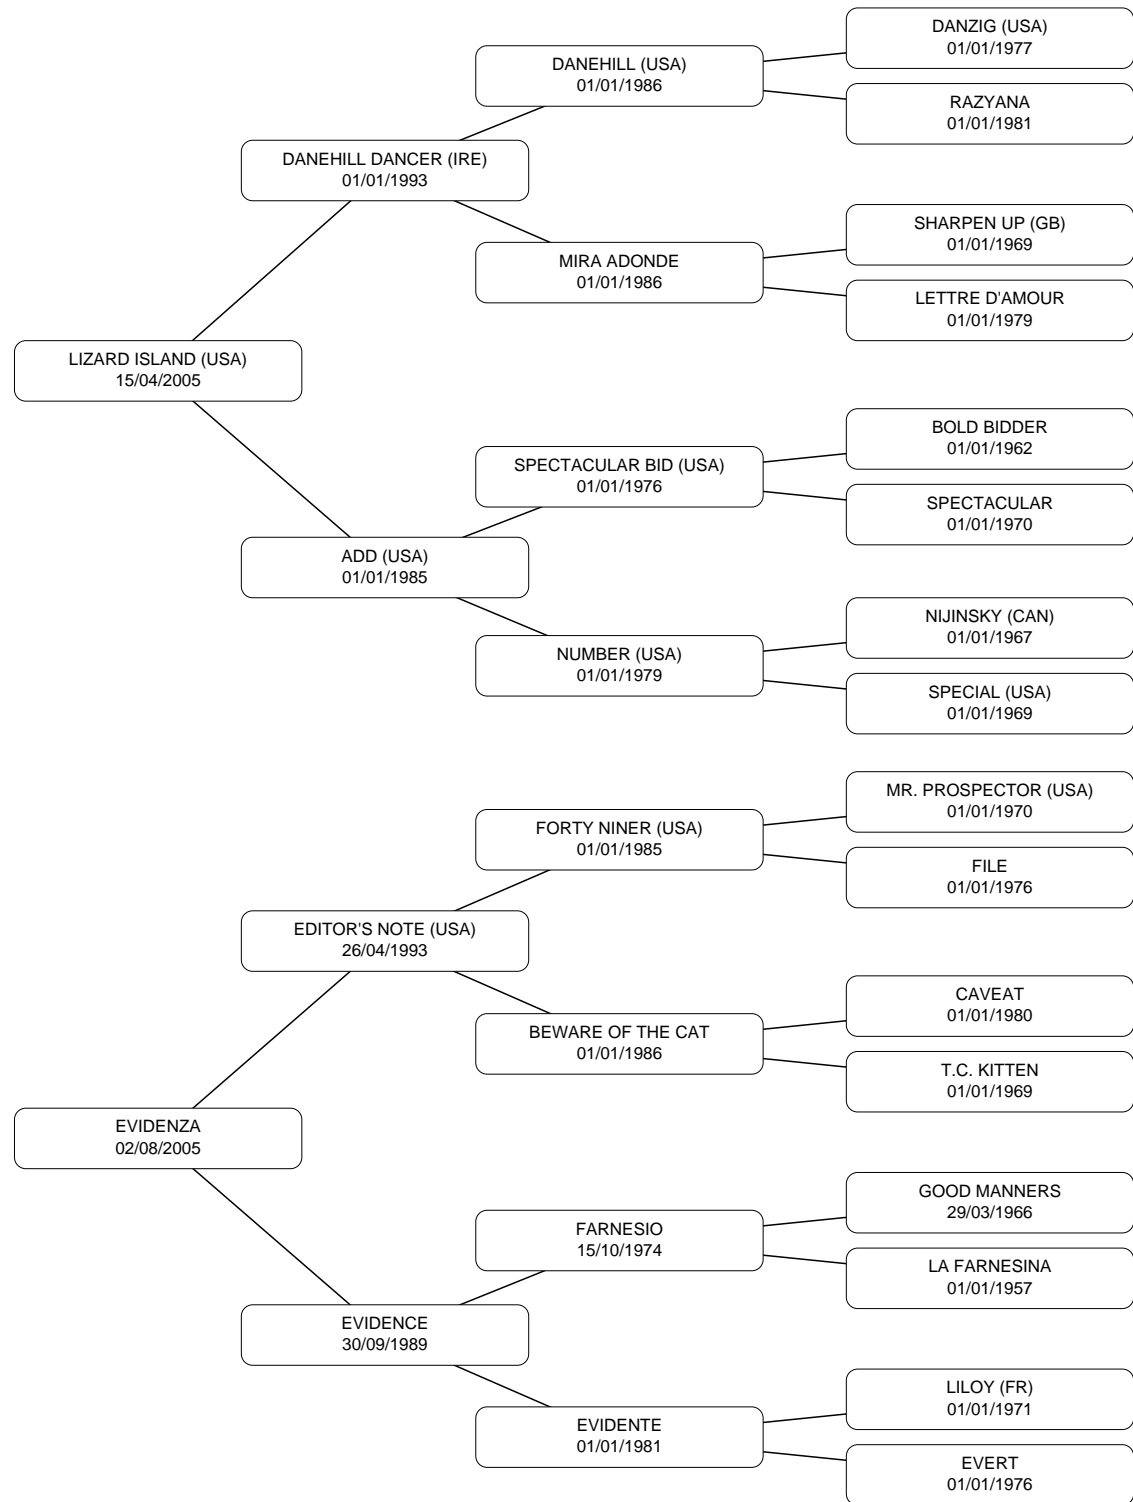 DANZIG (USA)
01/01/1977
DANEHILL (USA)
01/01/1986
RAZYANA
01/01/1981
DANEHILL DANCER (IRE)
01/01/1993
SHARPEN UP (GB)
01/01/1969
MIRA ADONDE
01/01/1986
LETTRE D'AMOUR
01/01/1979
LIZARD ISLAND (USA)
15/04/2005
BOLD BIDDER
01/01/1962
SPECTACULAR BID (USA)
01/01/1976
SPECTACULAR
01/01/1970
ADD (USA)
01/01/1985
NIJINSKY (CAN)
01/01/1967
NUMBER (USA)
01/01/1979
SPECIAL (USA)
01/01/1969
MR. PROSPECTOR (USA)
01/01/1970
FORTY NINER (USA)
01/01/1985
FILE
01/01/1976
EDITOR'S NOTE (USA)
26/04/1993
CAVEAT
01/01/1980
BEWARE OF THE CAT
01/01/1986
T.C. KITTEN
01/01/1969
EVIDENZA
02/08/2005
GOOD MANNERS
29/03/1966
FARNESIO
15/10/1974
LA FARNESINA
01/01/1957
EVIDENCE
30/09/1989
LILOY (FR)
01/01/1971
EVIDENTE
01/01/1981
EVERT
01/01/1976